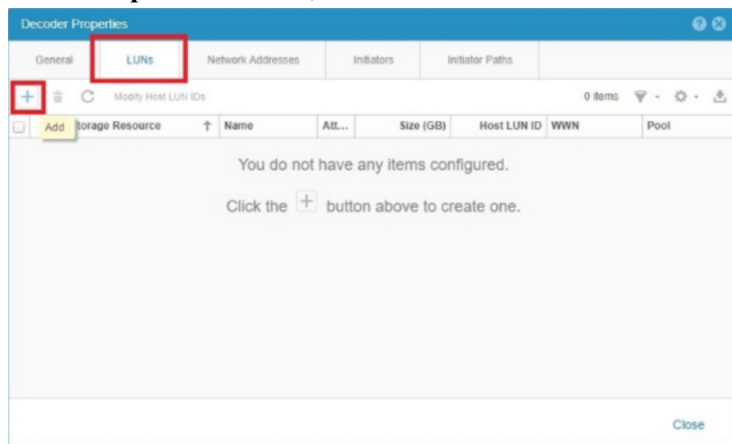 Decoder Properties
General LUNs Network Addresses Initiators Initiator Paths
Modify Host LUN IDs 0 items
Add torage Resource ↑ Name Att... Size (GB) Host LUN ID WWN Pool
You do not have any items configured.
Click the + button above to create one.
Close